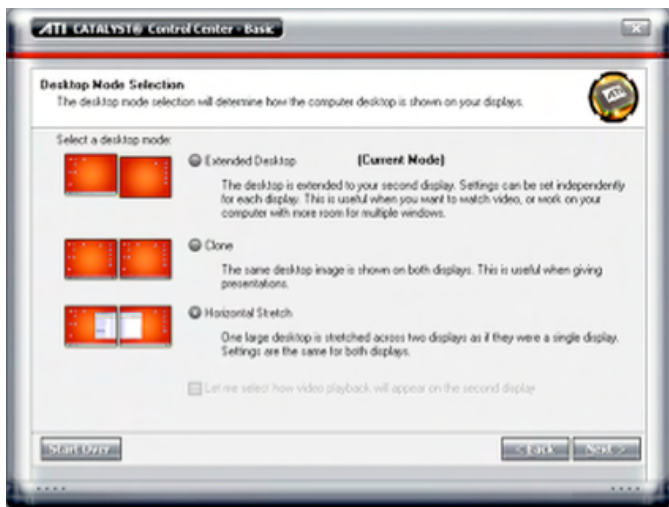 ATI CATALYST® Control Center - Basic
Desktop Mode Selection
The desktop mode selection will determine how the computer desktop is shown on your displays.
ATI
Select a desktop mode:
Extended Desktop (Current Mode)
The desktop is extended to your second display. Settings can be set independently
for each display. This is useful when you want to watch video, or work on your
computer with more room for multiple windows.
Clone
The same desktop image is shown on both displays. This is useful when giving
presentations.
Horizontal Stretch
One large desktop is stretched across two displays as if they were a single display.
Settings are the same for both displays.
Let me select how video playback will appear on the second display
Start Over
< Back
Next >